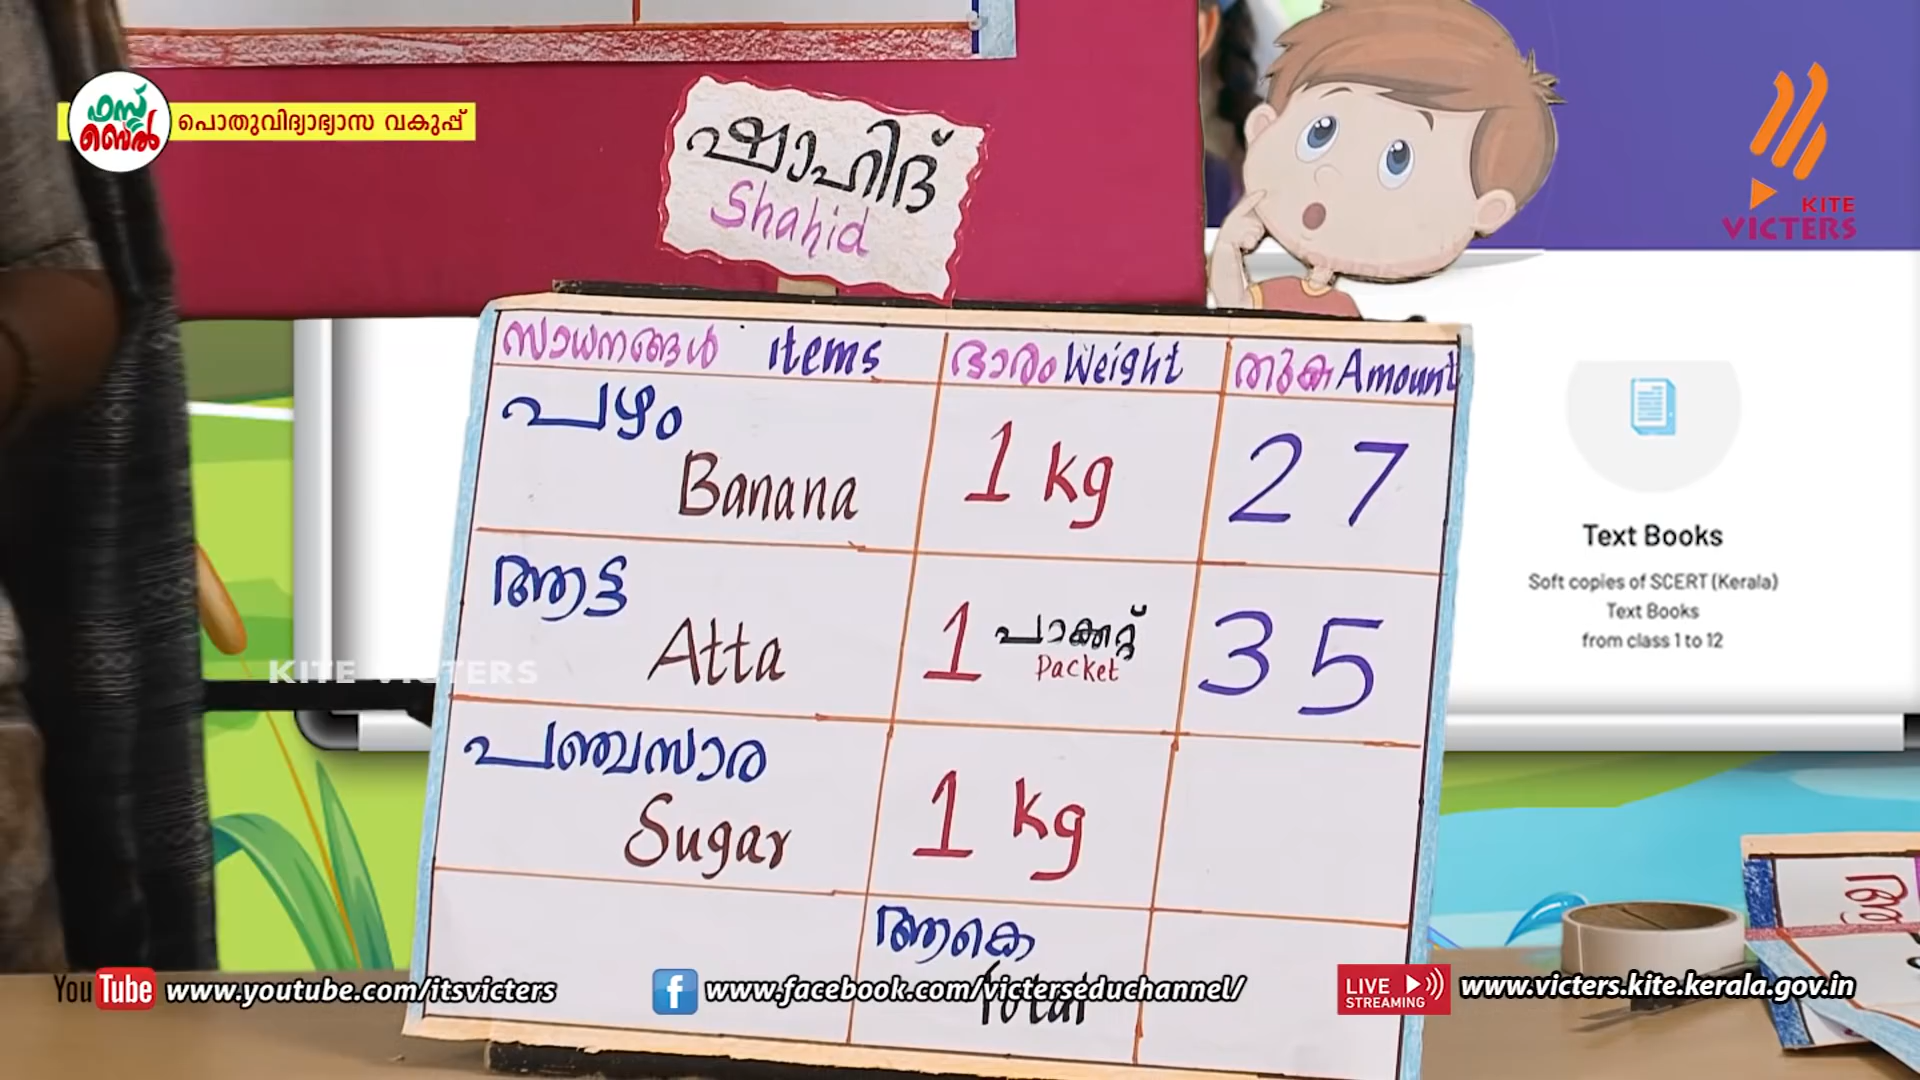 ഫസ്റ്റ്
ബെൽ
പൊതുവിദ്യാഭ്യാസ വകുപ്പ്
KITE
VICTERS
ഷാഹിദ്
Shahid
സാധനങ്ങൾ items ഭാരം Weight തുക Amount
പഴം
Banana 1 kg 27
ആട്ട
Atta 1 പാക്കറ്റ് 35
Packet
പഞ്ചസാര
Sugar 1 kg
ആകെ
Total
Text Books
Soft copies of SCERT (Kerala)
Text Books
from class 1 to 12
KITE VICTERS
YouTube www.youtube.com/itsvicters
f www.facebook.com/victerseduchannel/
LIVE
STREAMING
www.victers.kite.kerala.gov.in